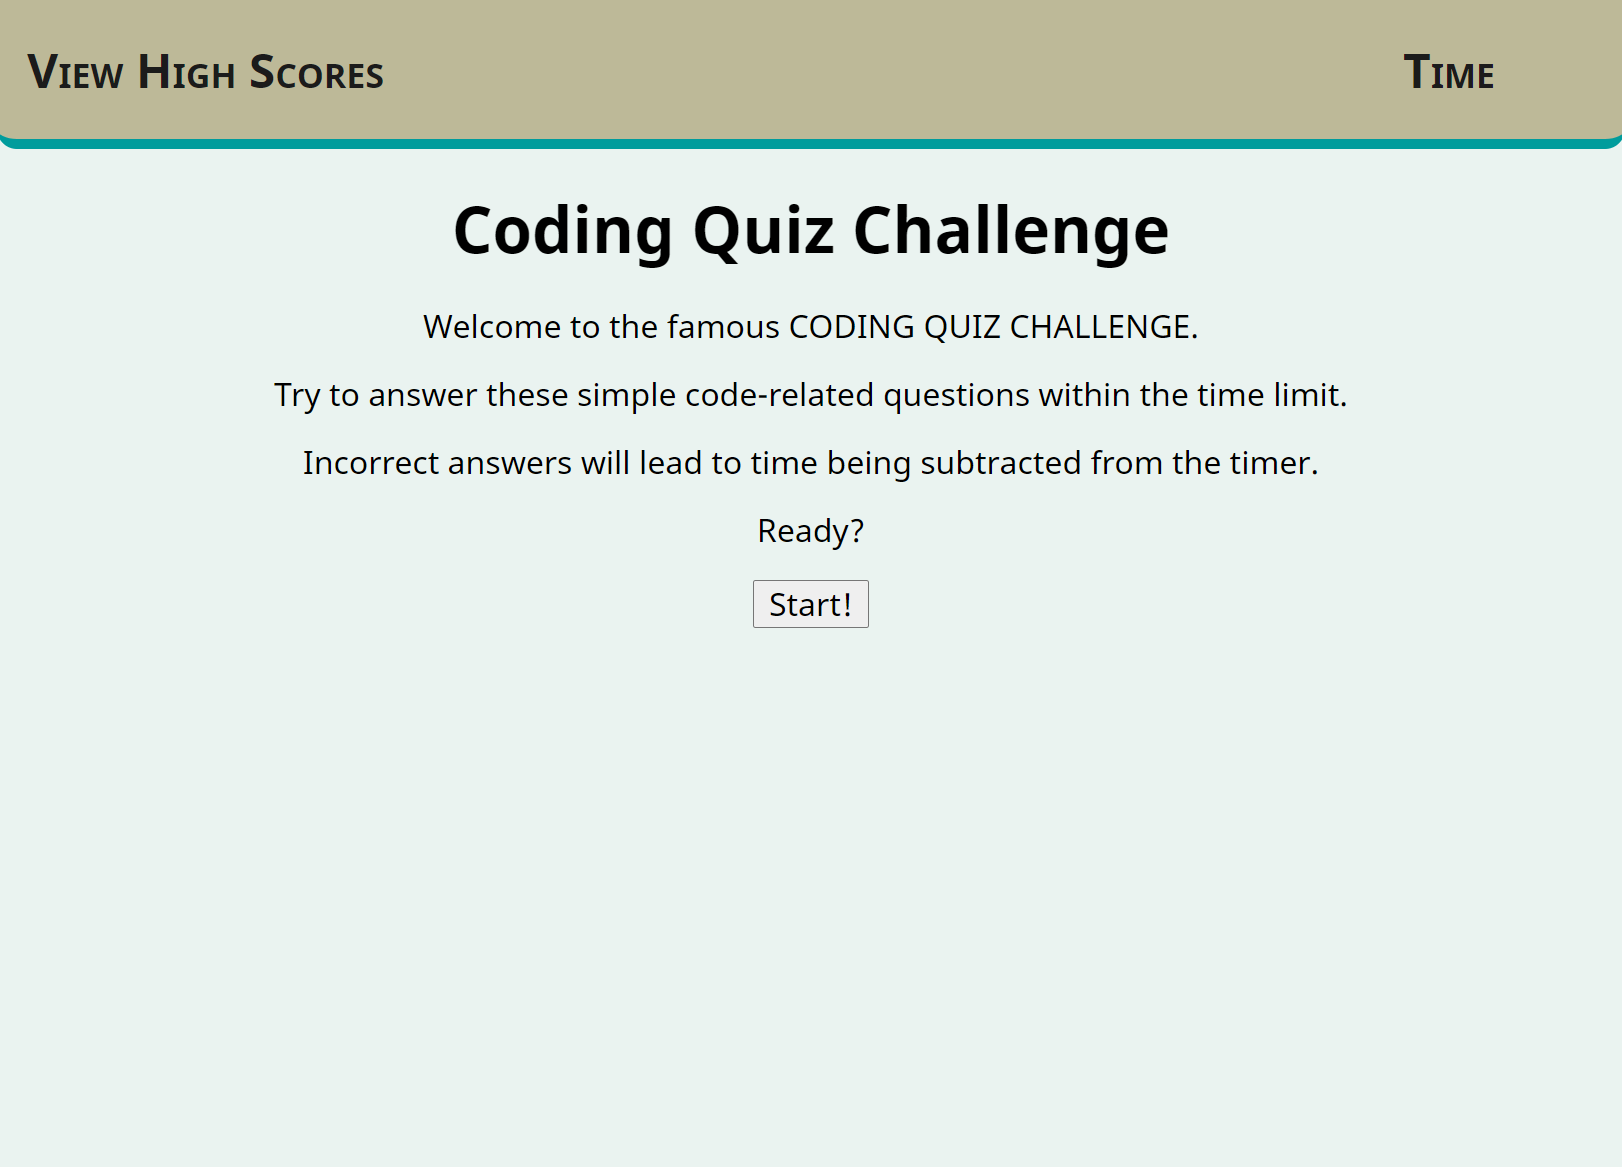 View High Scores
Time
Coding Quiz Challenge
Welcome to the famous CODING QUIZ CHALLENGE.
Try to answer these simple code-related questions within the time limit.
Incorrect answers will lead to time being subtracted from the timer.
Ready?
Start!